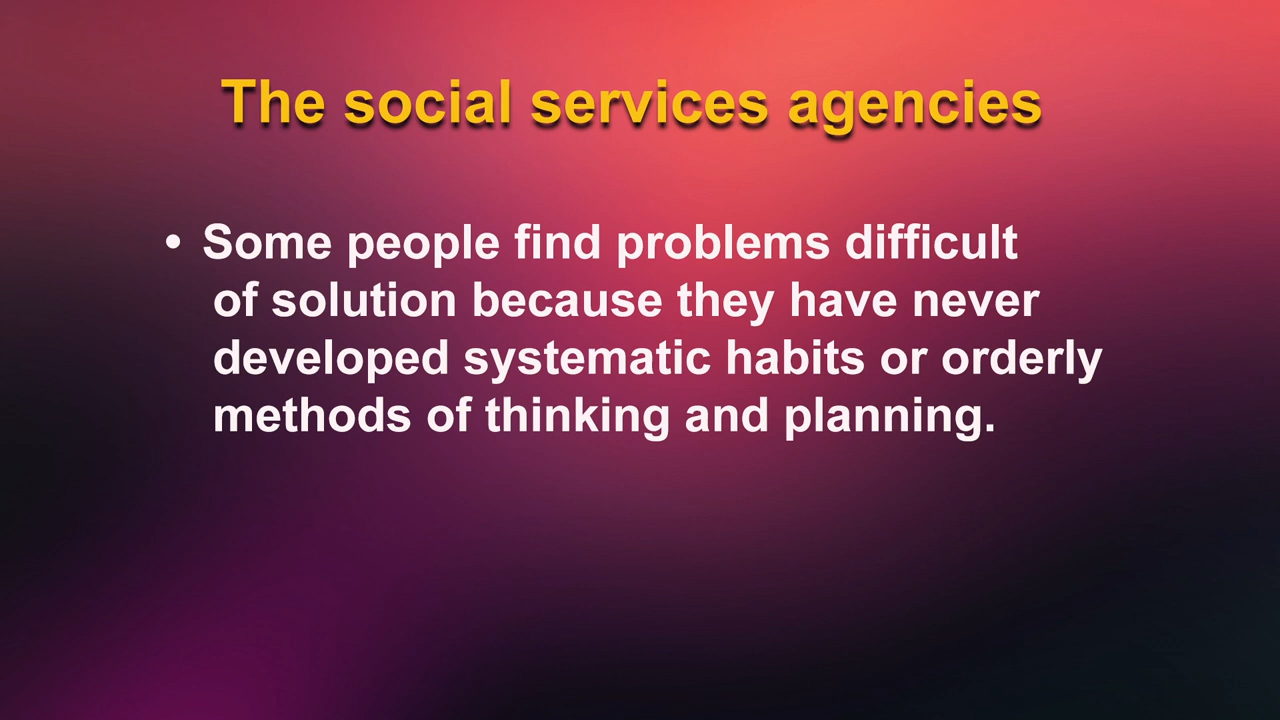 The social services agencies
• Some people find problems difficult
of solution because they have never
developed systematic habits or orderly
methods of thinking and planning.